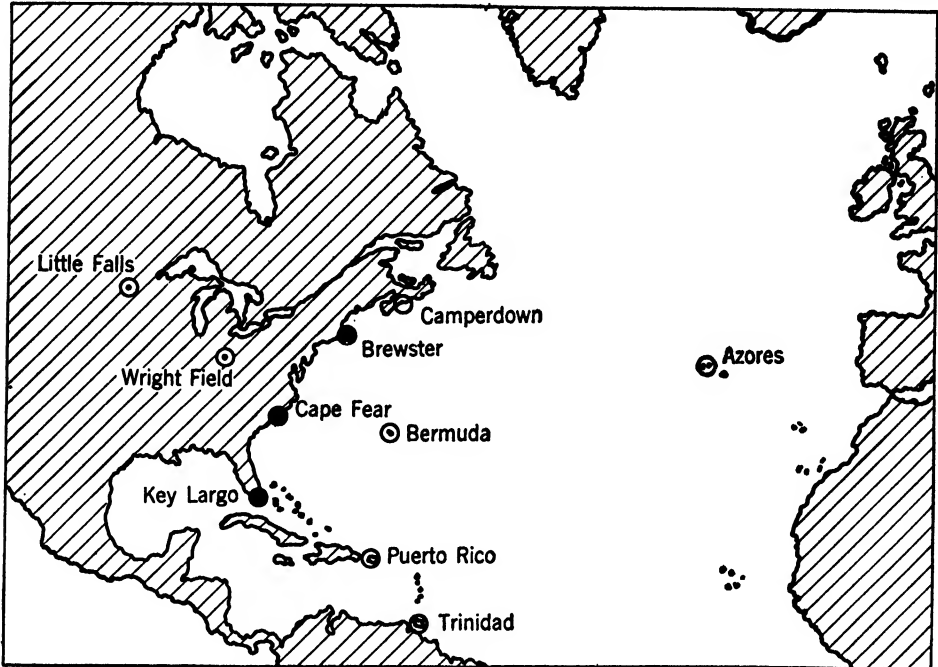 Little Falls
Camperdown
Brewster
Azores
Wright Field
Cape Fear
Bermuda
Key Largo
Puerto Rico
Trinidad